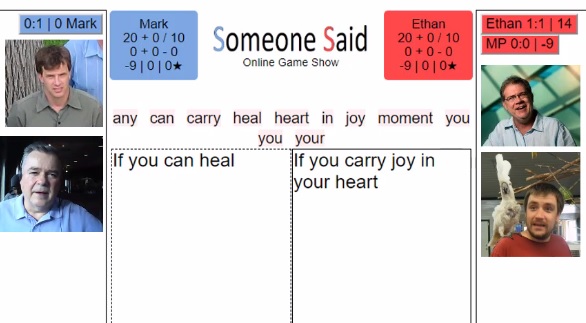 0:1 | 0 Mark
Mark
20 + 0 / 10
0 + 0 - 0
-9 | 0 | 0★
Someone Said
Online Game Show
Ethan
20 + 0 / 10
0 + 0 - 0
-9 | 0 | 0★
Ethan 1:1 | 14
MP 0:0 | -9
any can carry heal heart in joy moment you
you your
If you can heal
If you carry joy in
your heart